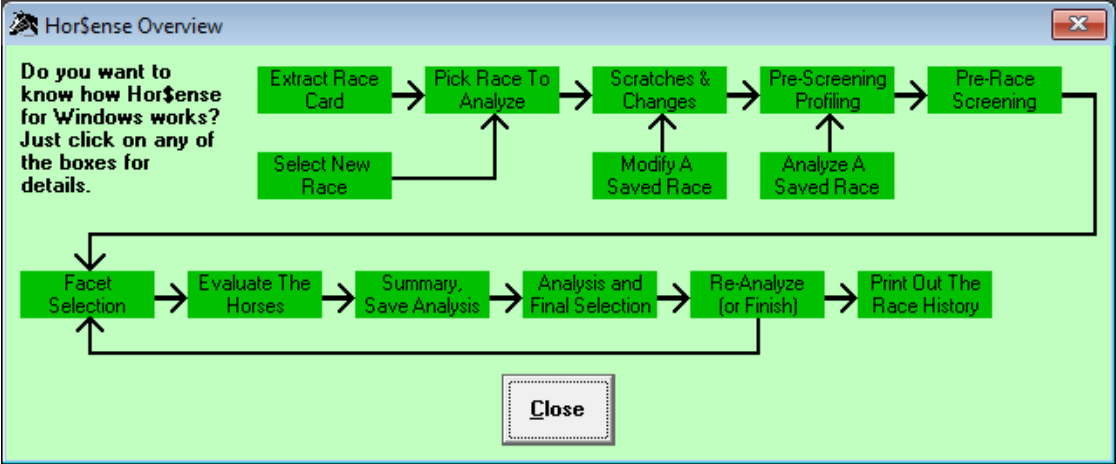 Hor$ense Overview
Do you want to
know how Hor$ense
for Windows works?
Just click on any of
the boxes for
details.
Extract Race
Card
Pick Race To
Analyze
Scratches &
Changes
Pre-Screening
Profiling
Pre-Race
Screening
Select New
Race
Modify A
Saved Race
Analyze A
Saved Race
Facet
Selection
Evaluate The
Horses
Summary,
Save Analysis
Analysis and
Final Selection
Re-Analyze
(or Finish)
Print Out The
Race History
Close